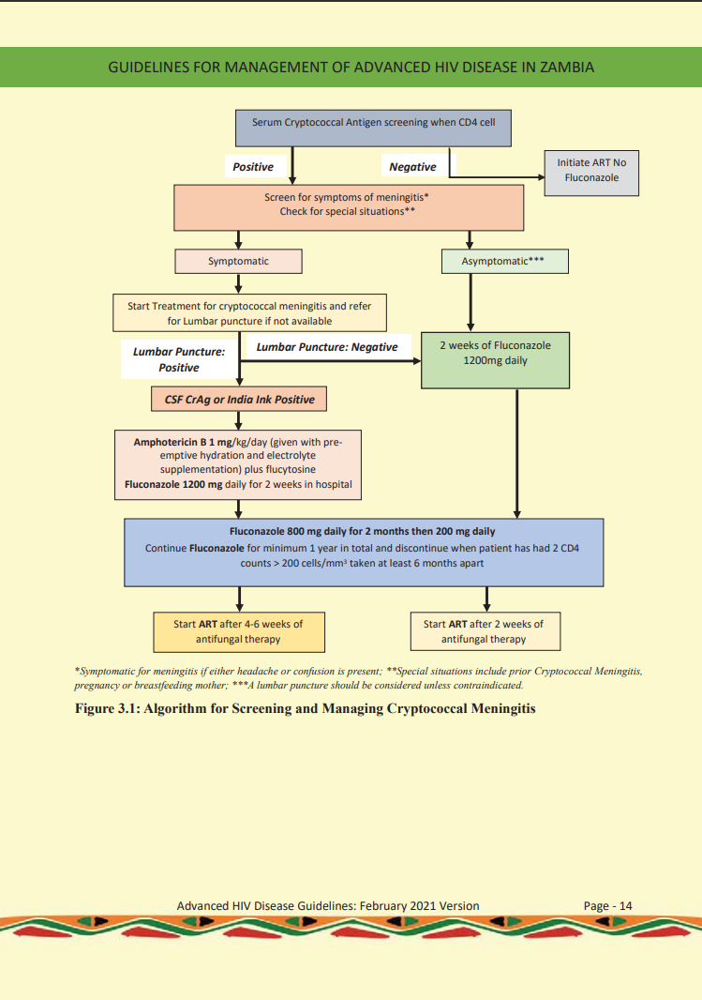 GUIDELINES FOR MANAGEMENT OF ADVANCED HIV DISEASE IN ZAMBIA
Serum Cryptococcal Antigen screening when CD4 cell
Positive
Negative
Initiate ART No
Fluconazole
Screen for symptoms of meningitis*
Check for special situations**
Symptomatic
Asymptomatic***
Start Treatment for cryptococcal meningitis and refer
for Lumbar puncture if not available
Lumbar Puncture:
Positive
Lumbar Puncture: Negative
2 weeks of Fluconazole
1200mg daily
CSF CrAg or India Ink Positive
Amphotericin B 1 mg/kg/day (given with pre-
emptive hydration and electrolyte
supplementation) plus flucytosine
Fluconazole 1200 mg daily for 2 weeks in hospital
Fluconazole 800 mg daily for 2 months then 200 mg daily
Continue Fluconazole for minimum 1 year in total and discontinue when patient has had 2 CD4
counts > 200 cells/mm³ taken at least 6 months apart
Start ART after 4-6 weeks of
antifungal therapy
Start ART after 2 weeks of
antifungal therapy
*Symptomatic for meningitis if either headache or confusion is present; **Special situations include prior Cryptococcal Meningitis,
pregnancy or breastfeeding mother; ***A lumbar puncture should be considered unless contraindicated.
Figure 3.1: Algorithm for Screening and Managing Cryptococcal Meningitis
Advanced HIV Disease Guidelines: February 2021 Version
Page - 14